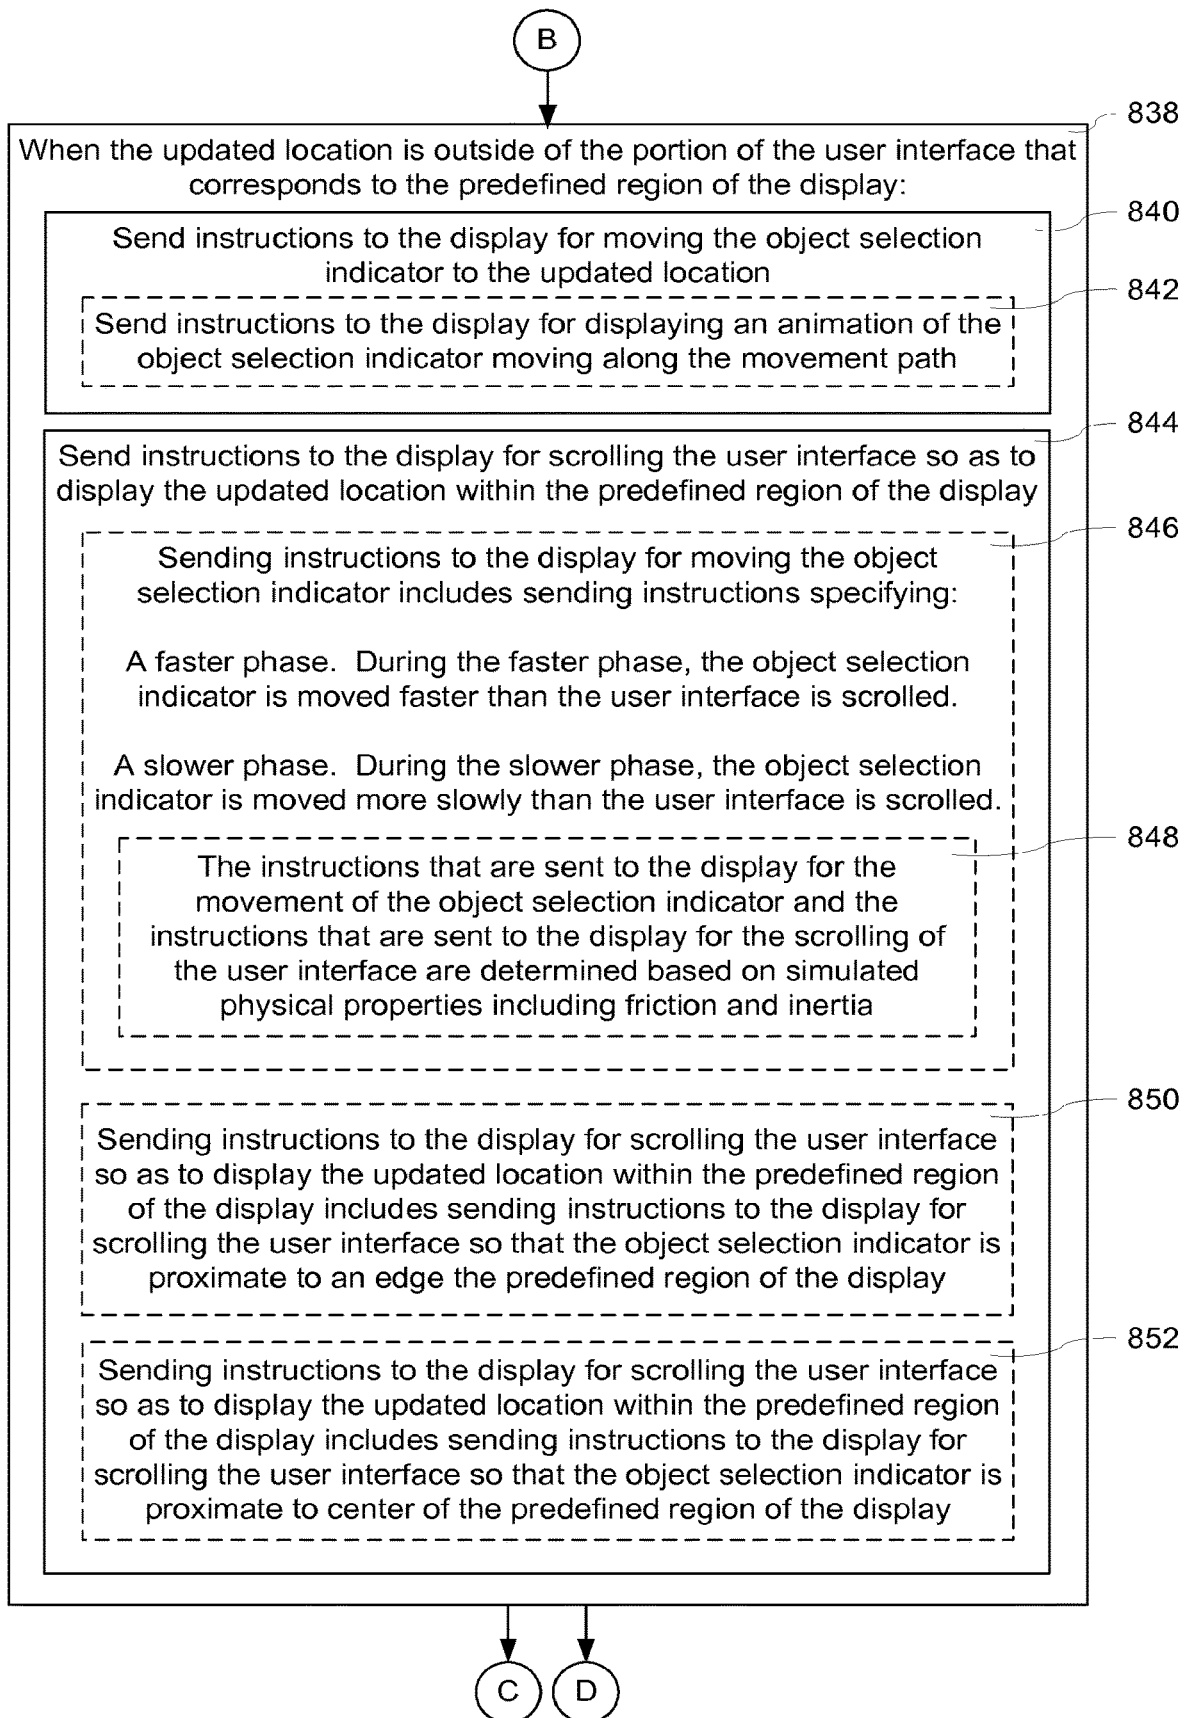 B
838
When the updated location is outside of the portion of the user interface that
corresponds to the predefined region of the display:
840
Send instructions to the display for moving the object selection
indicator to the updated location
842
Send instructions to the display for displaying an animation of the
object selection indicator moving along the movement path
844
Send instructions to the display for scrolling the user interface so as to
display the updated location within the predefined region of the display
846
Sending instructions to the display for moving the object
selection indicator includes sending instructions specifying:
A faster phase.  During the faster phase, the object selection
indicator is moved faster than the user interface is scrolled.
A slower phase.  During the slower phase, the object selection
indicator is moved more slowly than the user interface is scrolled.
848
The instructions that are sent to the display for the
movement of the object selection indicator and the
instructions that are sent to the display for the scrolling of
the user interface are determined based on simulated
physical properties including friction and inertia
850
Sending instructions to the display for scrolling the user interface
so as to display the updated location within the predefined region
of the display includes sending instructions to the display for
scrolling the user interface so that the object selection indicator is
proximate to an edge the predefined region of the display
852
Sending instructions to the display for scrolling the user interface
so as to display the updated location within the predefined region
of the display includes sending instructions to the display for
scrolling the user interface so that the object selection indicator is
proximate to center of the predefined region of the display
C D